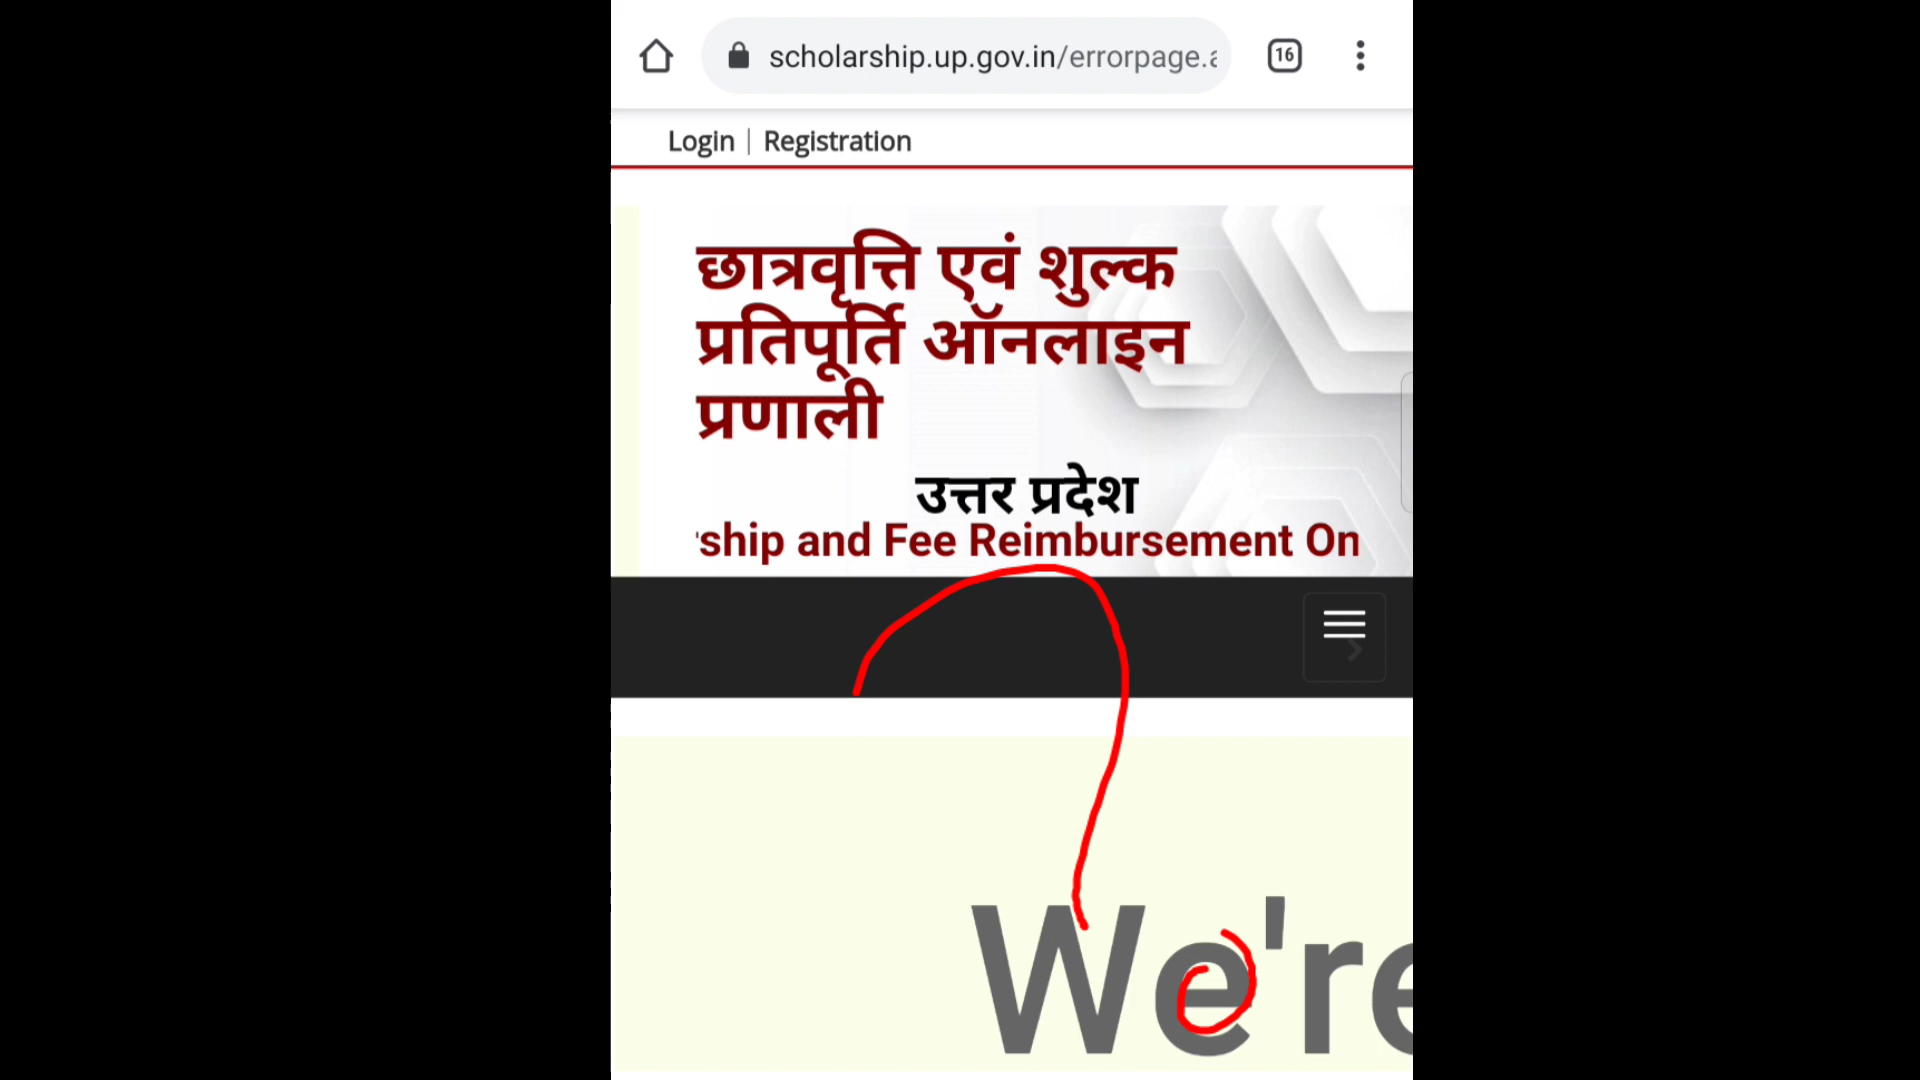 scholarship.up.gov.in/errorpage.a
16
Login | Registration
छात्रवृत्ति एवं शुल्क
प्रतिपूर्ति ऑनलाइन
प्रणाली
उत्तर प्रदेश
ship and Fee Reimbursement On
We're